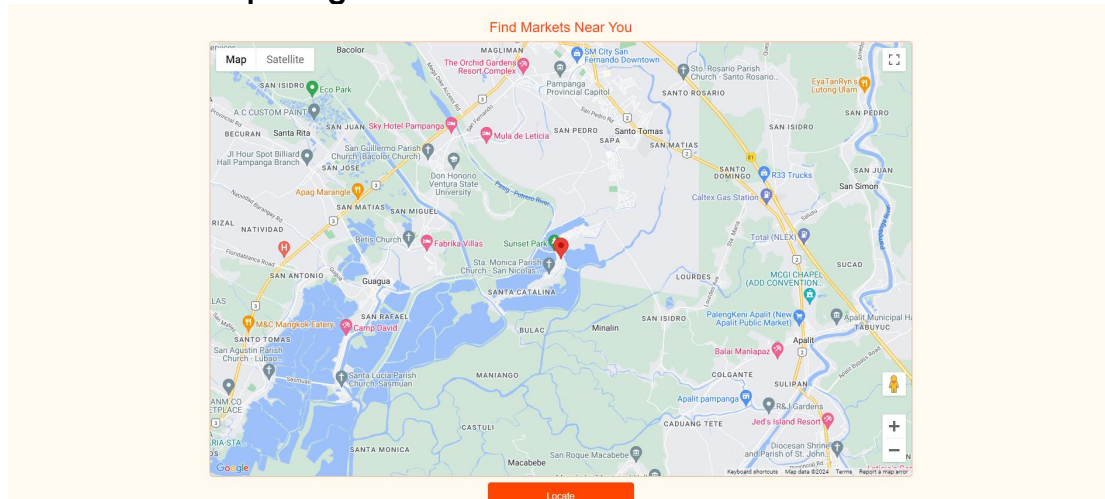 Find Markets Near You
Map
Satellite
Bacolor
MAGLIMAN
SM City San
Fernando Downtown
The Orchid Gardens
Resort Complex
Sto. Rosario Parish
Church - Santo Rosario...
EyaTanRyn's
Lutong Ulam
SAN ISIDRO
Eco Park
Pampanga
Provincial Capitol
SANTO ROSARIO
A.C CUSTOM PAINT
SAN PEDRO
BECURAN
Santa Rita
SAN JUAN
Sky Hotel Pampanga
Mula de Leticia
SAN PEDRO
Santo Tomas
SAPA
SAN MATIAS
SAN ISIDRO
JI Hour Spot Billiard
Hall Pampanga Branch
San Guillermo Parish
Church (Bacolor Church)
SAN JOSE
Don Honorio
Ventura State
University
SANTO
DOMINGO
R33 Trucks
SAN JUAN
San Simon
Apag Marangle
Caltex Gas Station
SAN MATIAS
SAN MIGUEL
RIZAL
NATIVIDAD
Betis Church
Fabrika Villas
Sunset Park
Total (NLEX)
Sta. Monica Parish
Church - San Nicolas...
SUCAD
SAN ANTONIO
Guagua
LOURDES
MCGI CHAPEL
(ADD CONVENTION...
SANTA CATALINA
LLAS
SAN RAFAEL
SAN ISIDRO
PalengKeni Apalit (New
Apalit Public Market)
Apalit Municipal H
TABUYUC
M&C Mangkok Eatery
Camp David
BULAC
Minalin
SANTO TOMAS
San Agustin Parish
Church - Lubao...
Balai Manlapaz
Apalit
Santa Lucia Parish
Church, Sasmuan
MANIANGO
COLGANTE
SULIPAN
Apalit pampanga
R&J Gardens
CADUANG TETE
Jed's Island Resort
CASTULI
SANTA MONICA
San Roque Macabebe
Macabebe
Diocesan Shrine
and Parish of St. John...
Google
Keyboard shortcuts
Map data ©2024
Terms
Report a map error
Locate